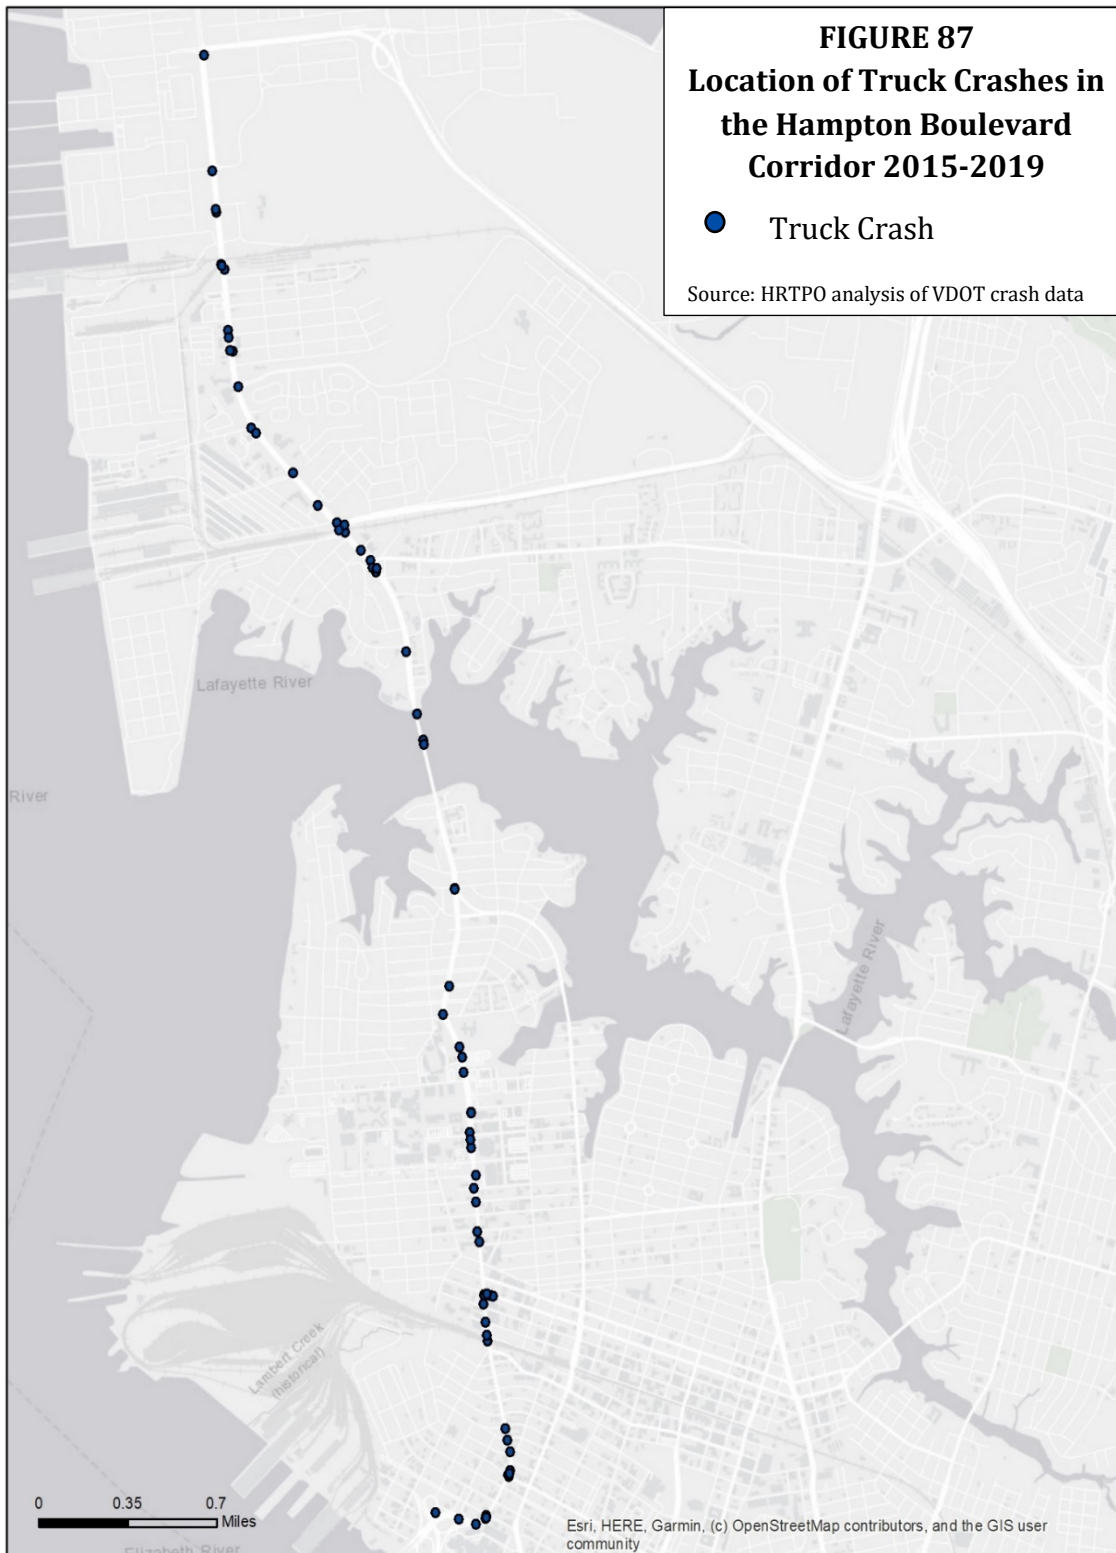 FIGURE 87
Location of Truck Crashes in
the Hampton Boulevard
Corridor 2015-2019
Truck Crash
Source: HRTPO analysis of VDOT crash data
RD
Lafayette River
River
Lafayette River
Lambert Creek
(historical)
0 0.35 0.7
Miles
Esri, HERE, Garmin, (c) OpenStreetMap contributors, and the GIS user
community
Elizabeth River